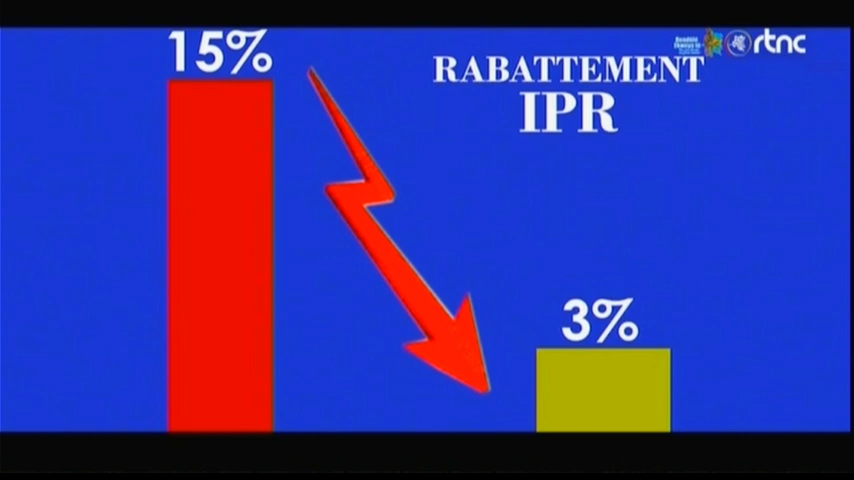 15%
RABATTEMENT
IPR
rtnc
3%